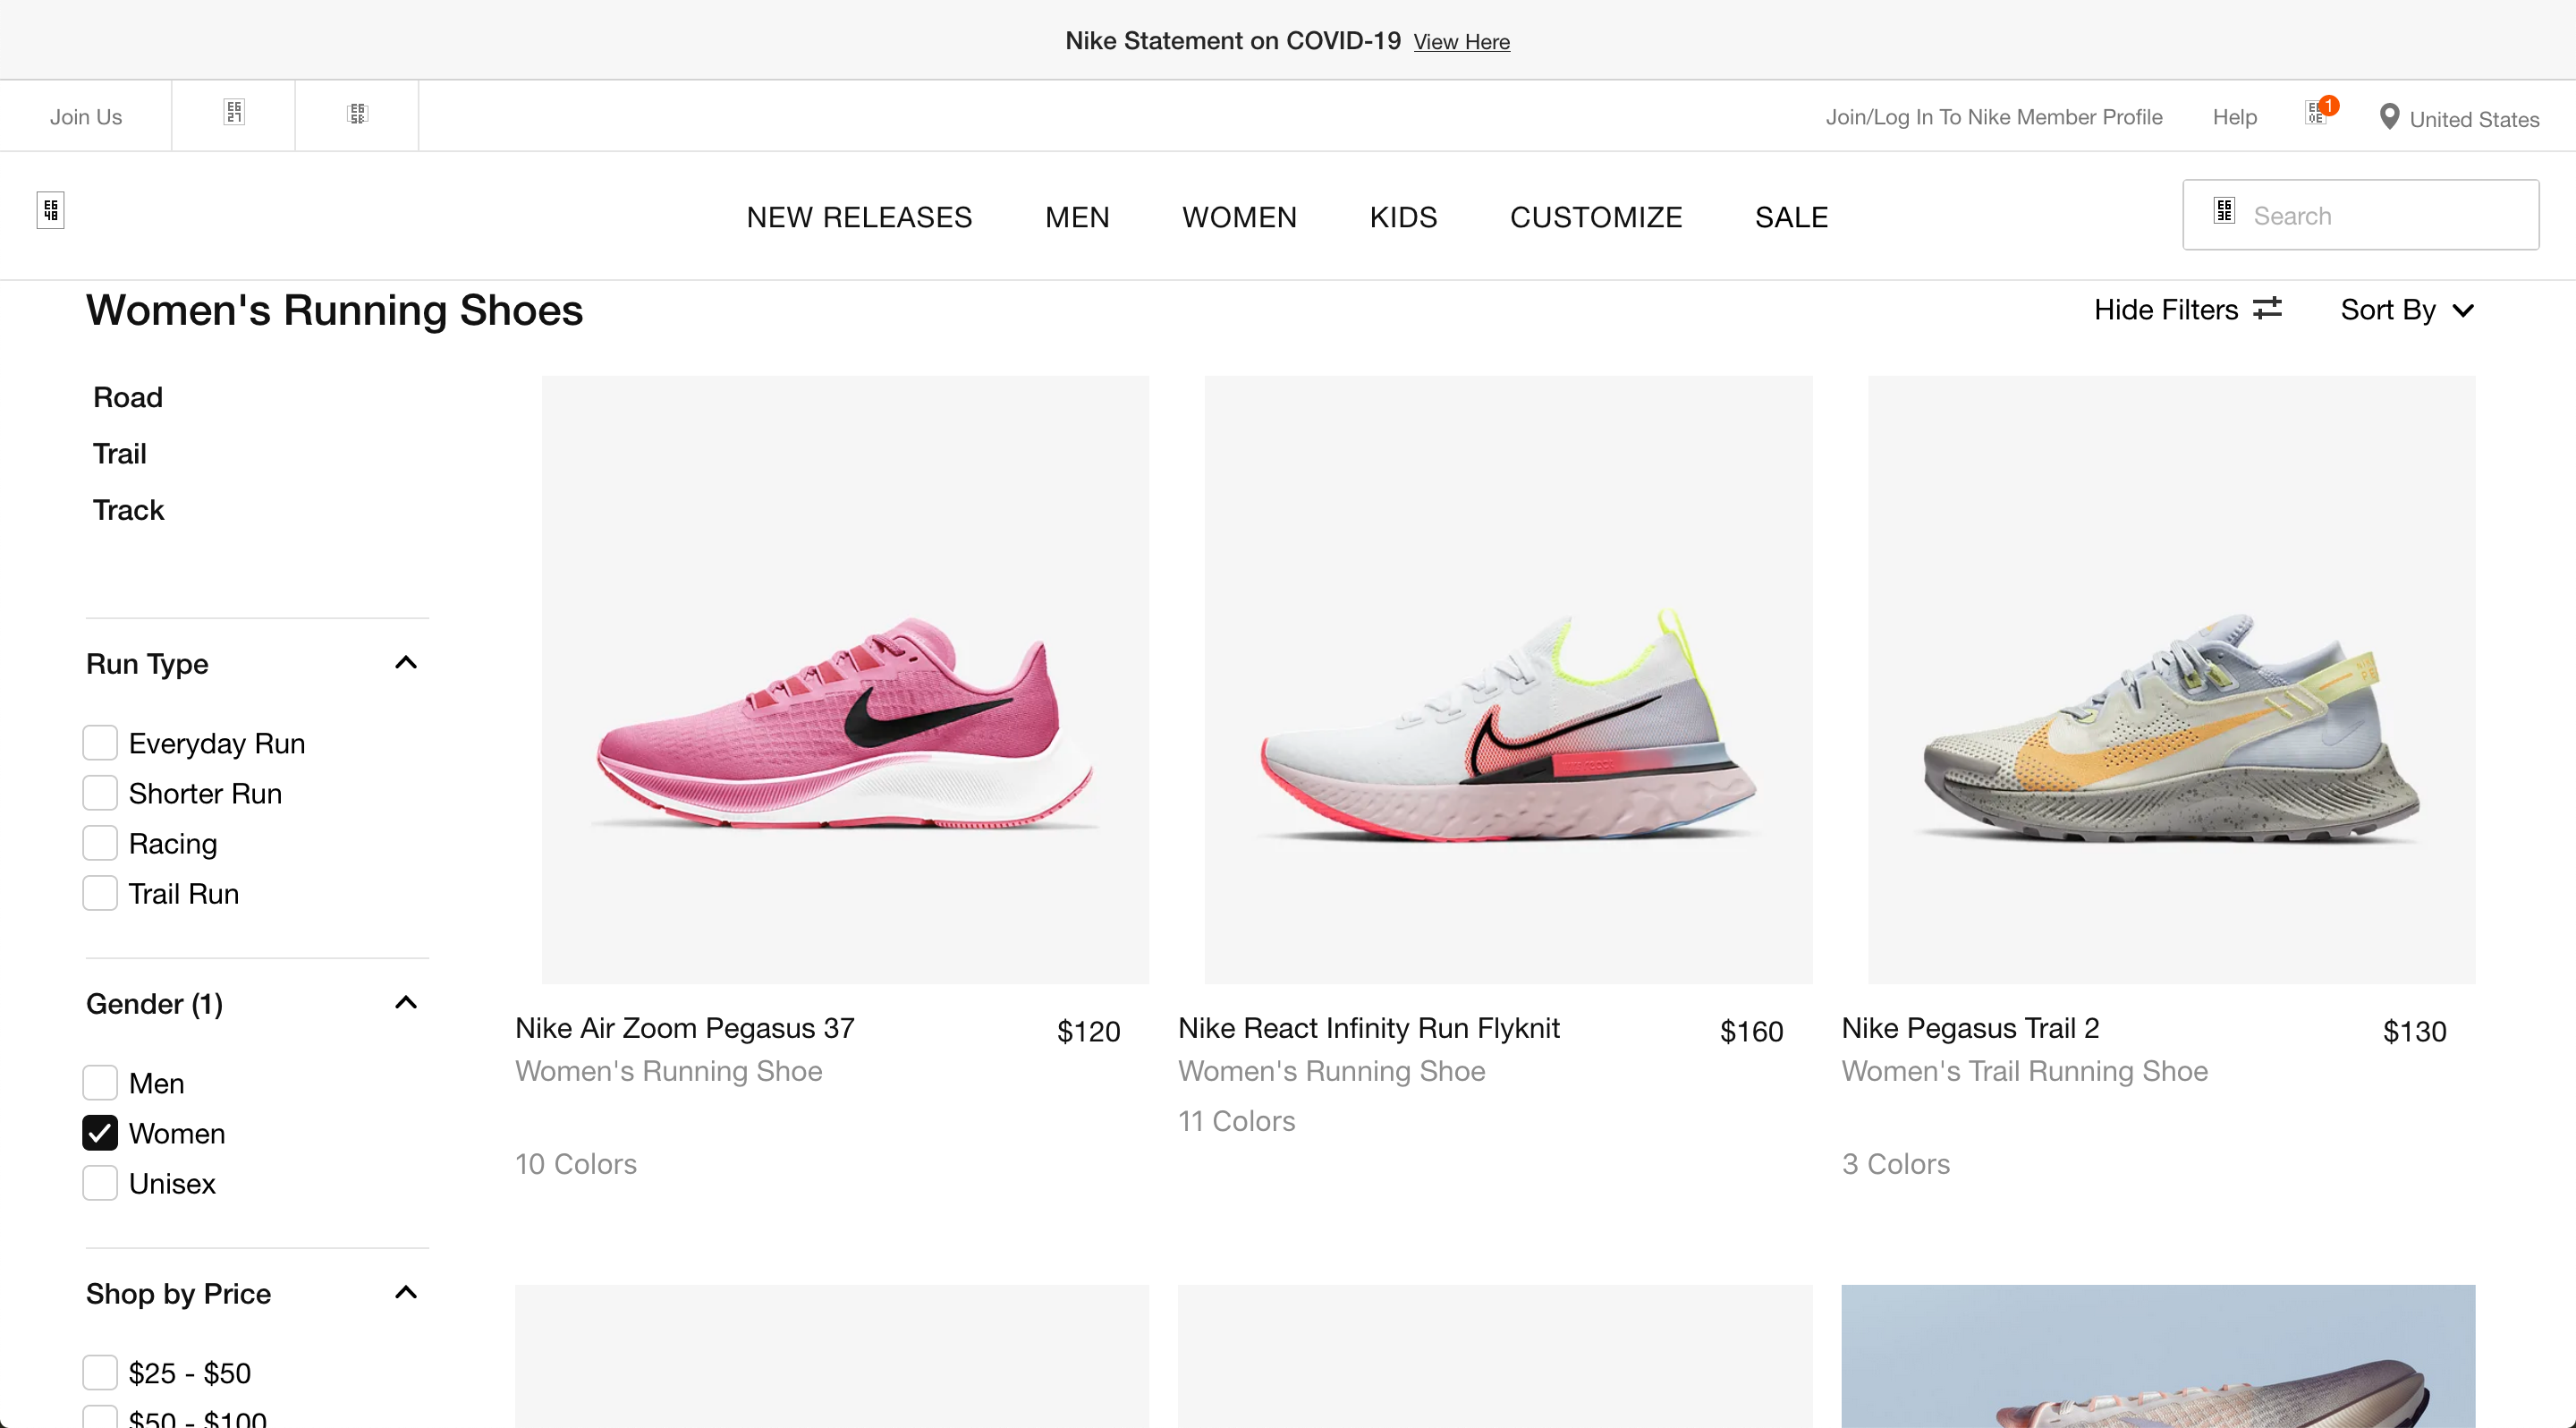 Nike Statement on COVID-19 View Here
Join Us
Join/Log In To Nike Member Profile
Help
1
United States
NEW RELEASES
MEN
WOMEN
KIDS
CUSTOMIZE
SALE
Search
Women's Running Shoes
Hide Filters
Sort By
Road
Trail
Track
Run Type
Everyday Run
Shorter Run
Racing
Trail Run
Gender (1)
Men
Women
Unisex
Shop by Price
$25 - $50
$50 - $100
Nike Air Zoom Pegasus 37
$120
Women's Running Shoe
10 Colors
Nike React Infinity Run Flyknit
$160
Women's Running Shoe
11 Colors
Nike Pegasus Trail 2
$130
Women's Trail Running Shoe
3 Colors